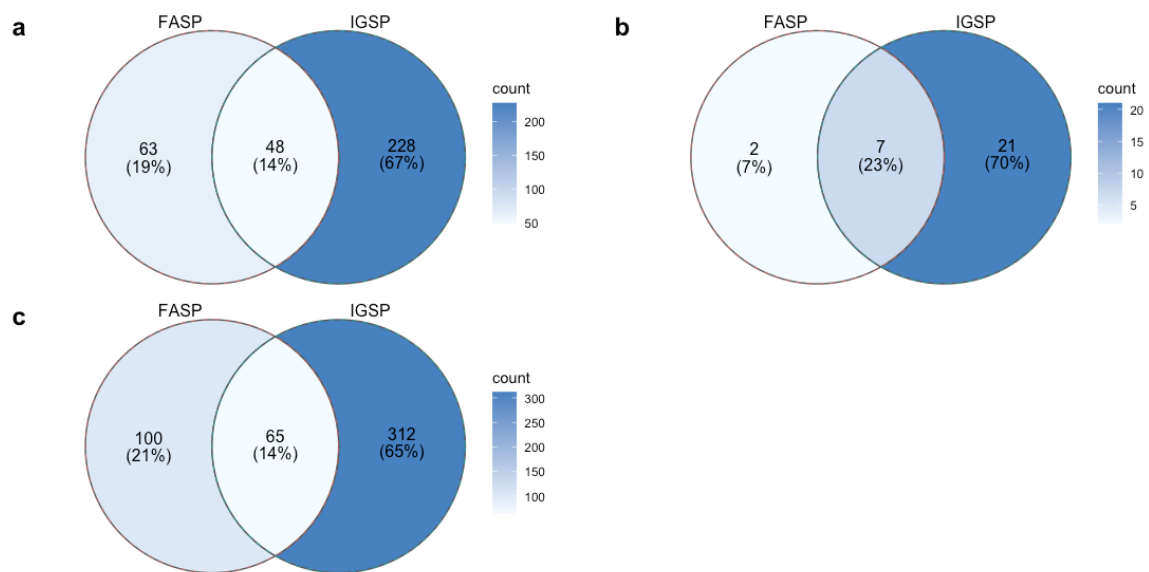 a
FASP
IGSP
63
(19%)
48
(14%)
228
(67%)
count
200
150
100
50
b
FASP
IGSP
2
(7%)
7
(23%)
21
(70%)
count
20
15
10
5
c
FASP
IGSP
100
(21%)
65
(14%)
312
(65%)
count
300
250
200
150
100